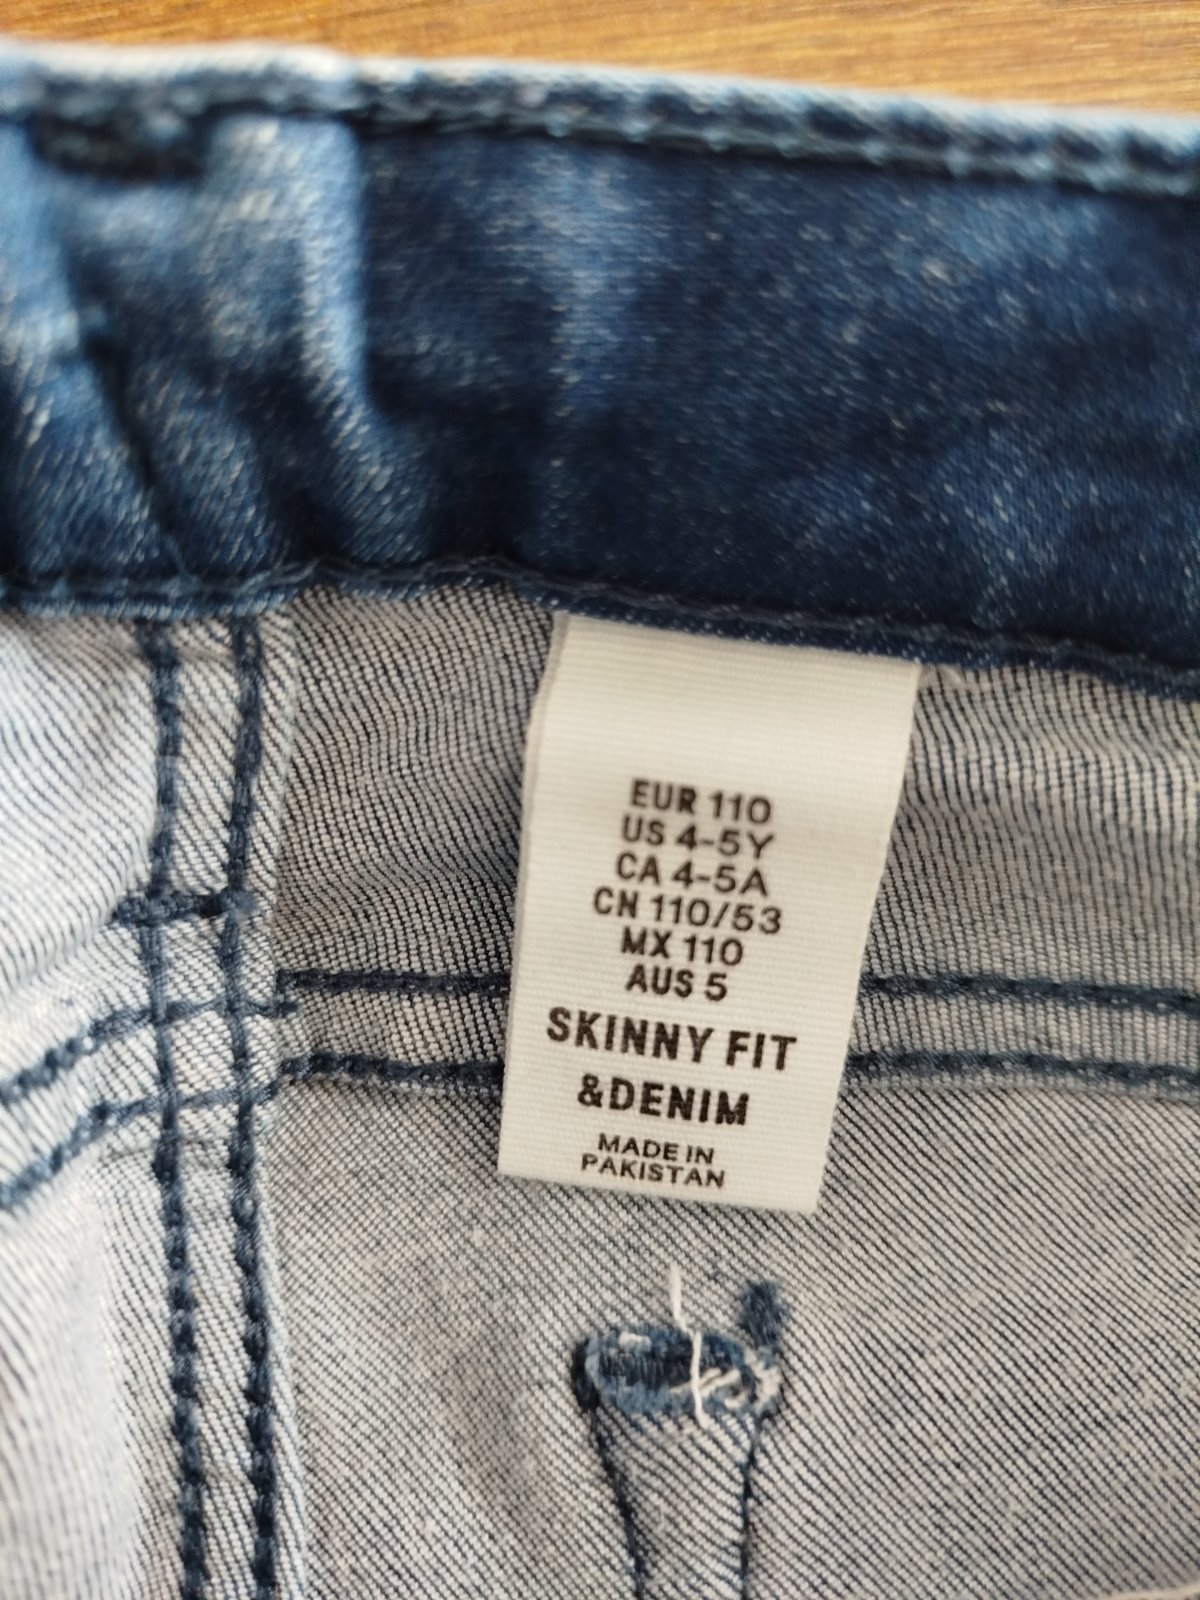 EUR 110
US 4-5Y
CA 4-5A
CN 110/53
MX 110
AUS 5
SKINNY FIT
&DENIM
MADE IN
PAKISTAN